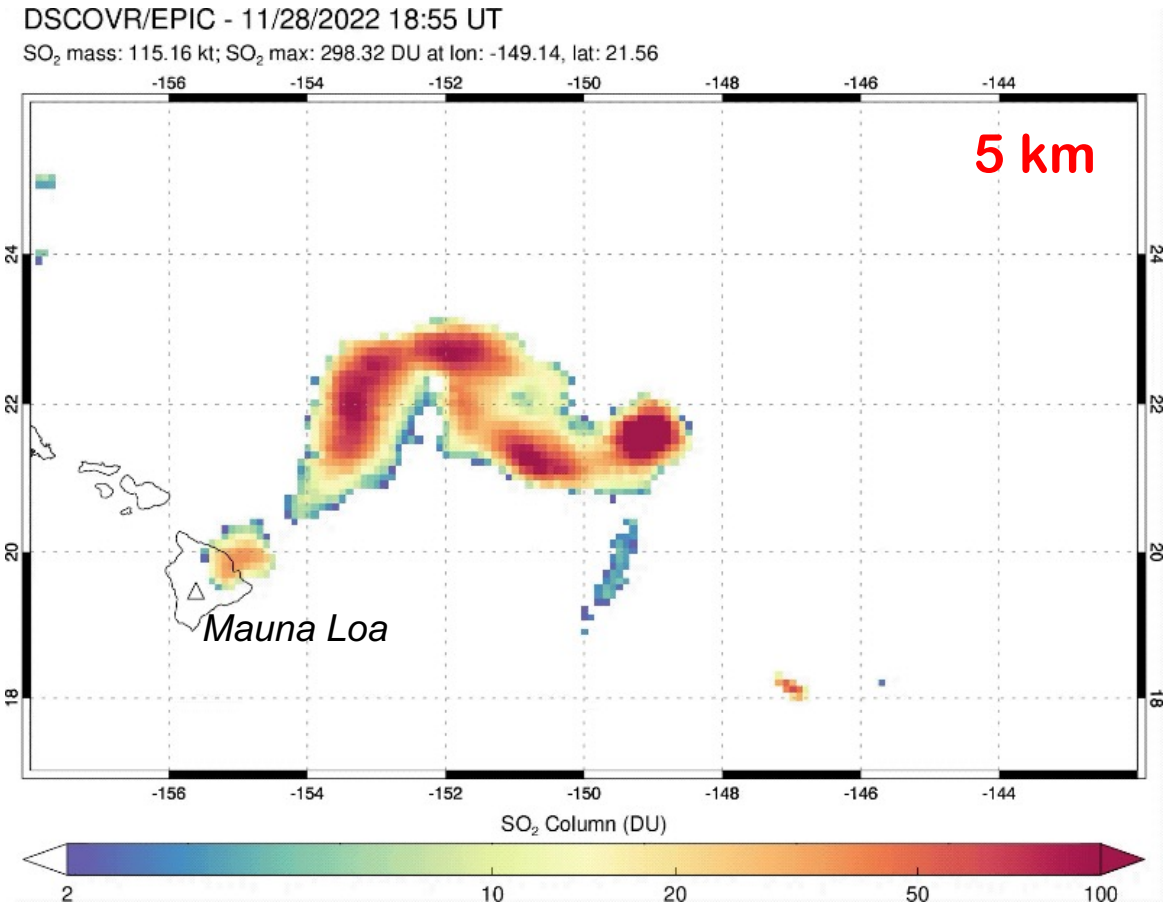 DSCOVR/EPIC - 11/28/2022 18:55 UT
SO₂ mass: 115.16 kt; SO₂ max: 298.32 DU at lon: -149.14, lat: 21.56
-156 -154 -152 -150 -148 -146 -144
5 km
24 24
22 22
20 20
Mauna Loa
18 18
-156 -154 -152 -150 -148 -146 -144
SO₂ Column (DU)
2 10 20 50 100